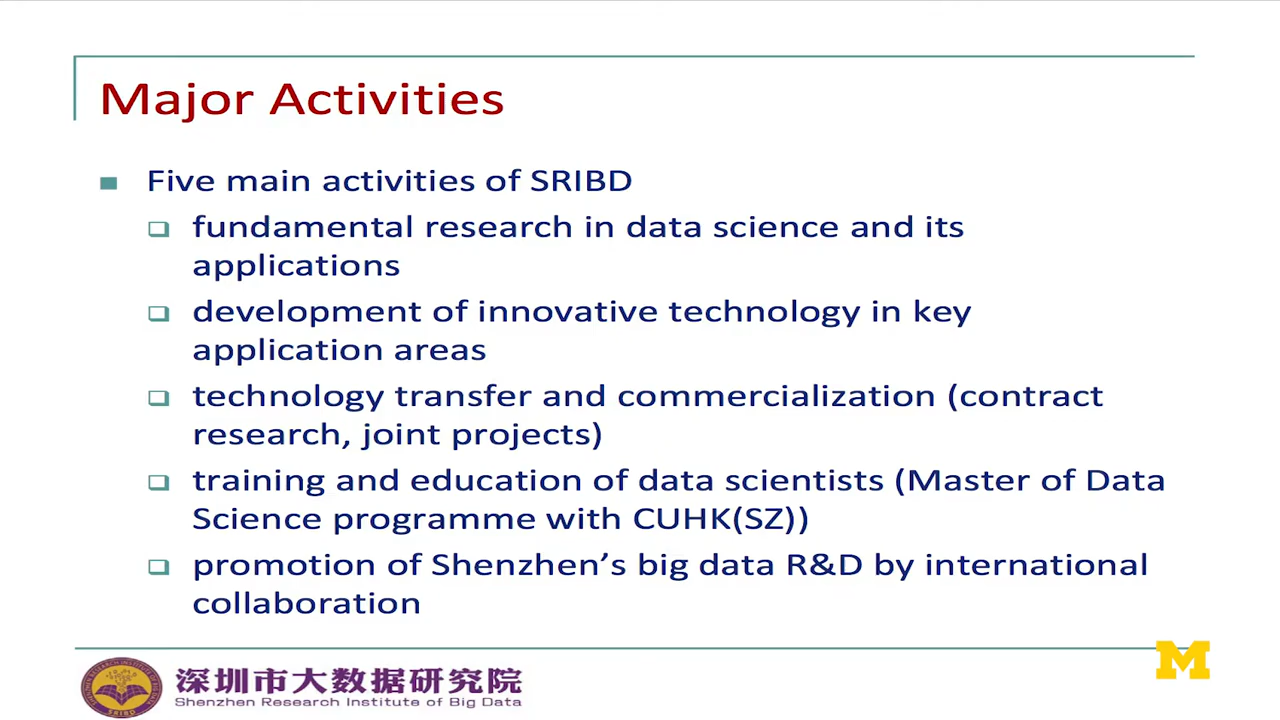 Major Activities
Five main activities of SRIBD
fundamental research in data science and its
applications
development of innovative technology in key
application areas
technology transfer and commercialization (contract
research, joint projects)
training and education of data scientists (Master of Data
Science programme with CUHK(SZ))
promotion of Shenzhen’s big data R&D by international
collaboration
深圳市大数据研究院
Shenzhen Research Institute of Big Data
SRIBD
M